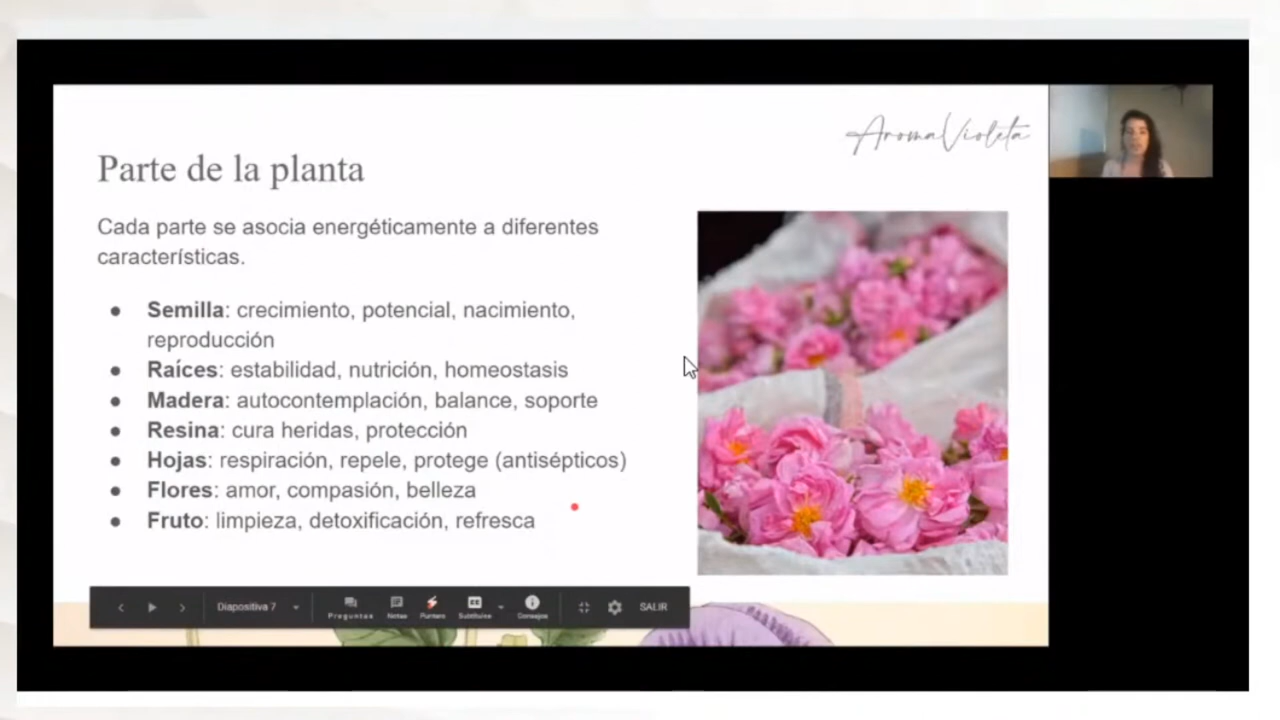 AromaVioleta
Parte de la planta
Cada parte se asocia energéticamente a diferentes
características.
● Semilla: crecimiento, potencial, nacimiento,
reproducción
● Raíces: estabilidad, nutrición, homeostasis
● Madera: autocontemplación, balance, soporte
● Resina: cura heridas, protección
● Hojas: respiración, repele, protege (antisépticos)
● Flores: amor, compasión, belleza
● Fruto: limpieza, detoxificación, refresca
Diapositiva 7
Preguntas
Notas
Puntero
Consejos
SALIR